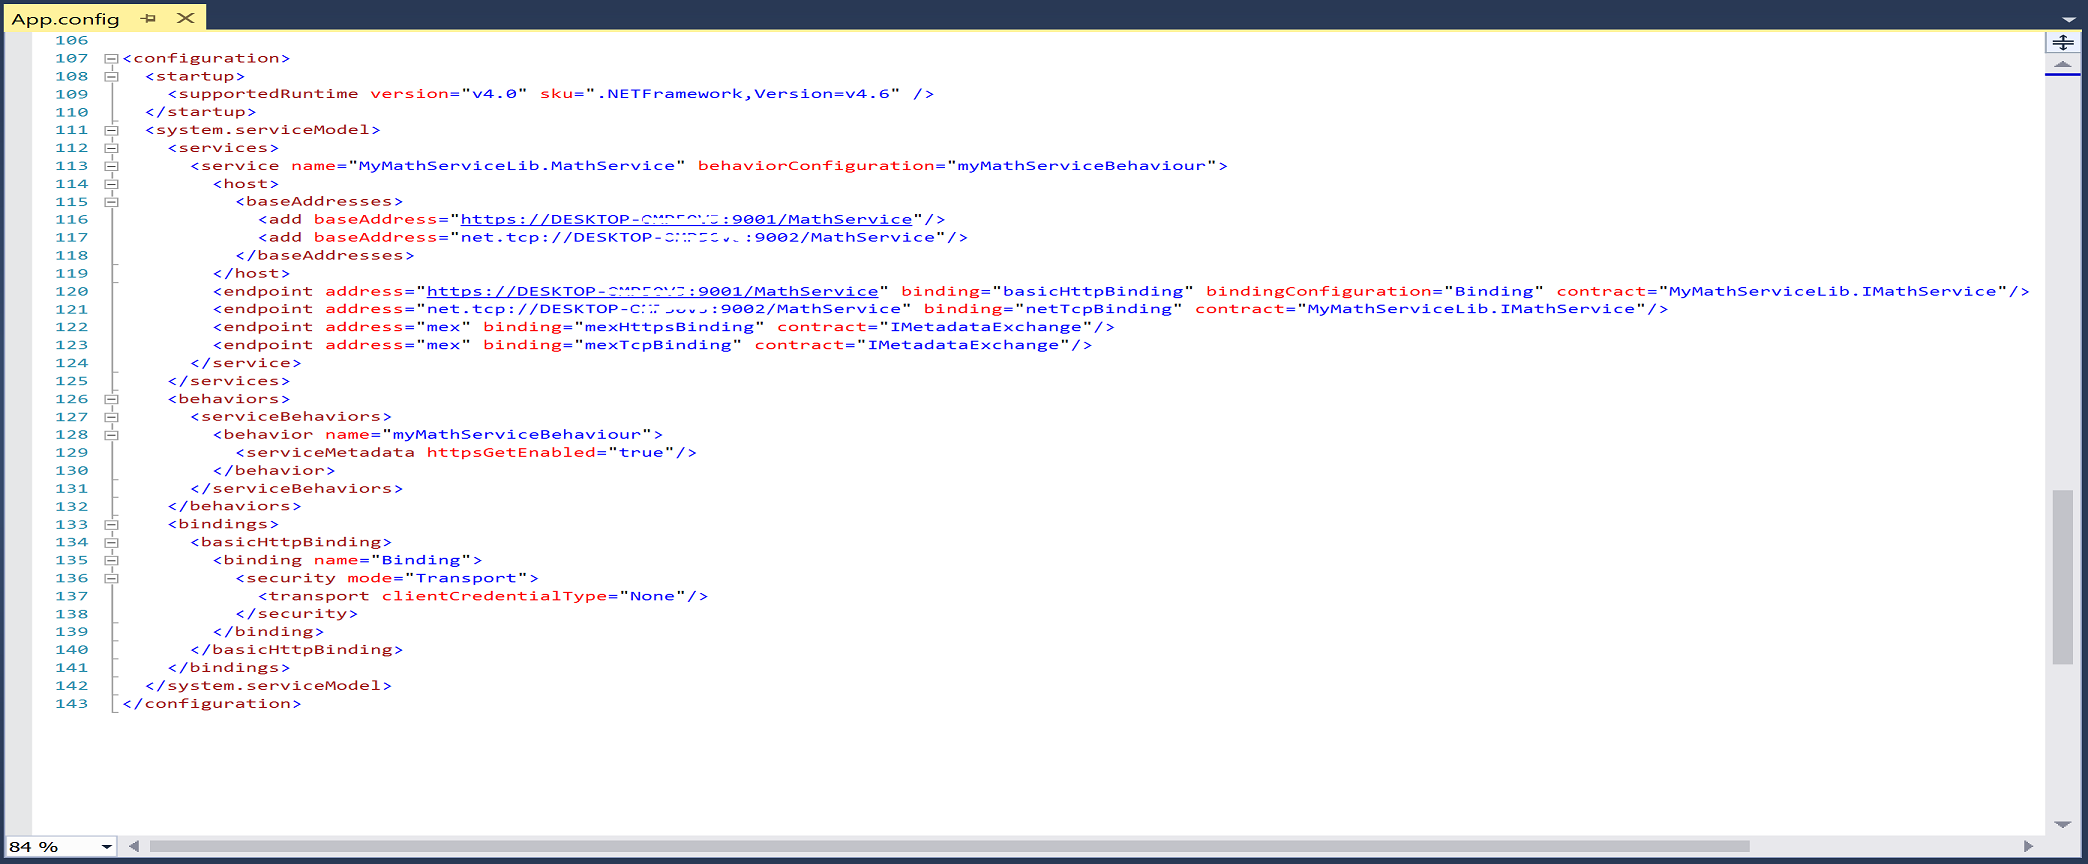 App.config
106
107 <configuration>
108 <startup>
109 <supportedRuntime version="v4.0" sku=".NETFramework,Version=v4.6" />
110 </startup>
111 <system.serviceModel>
112 <services>
113 <service name="MyMathServiceLib.MathService" behaviorConfiguration="myMathServiceBehaviour">
114 <host>
115 <baseAddresses>
116 <add baseAddress="https://DESKTOP- :9001/MathService"/>
117 <add baseAddress="net.tcp://DESKTOP- :9002/MathService"/>
118 </baseAddresses>
119 </host>
120 <endpoint address="https://DESKTOP- :9001/MathService" binding="basicHttpBinding" bindingConfiguration="Binding" contract="MyMathServiceLib.IMathService"/>
121 <endpoint address="net.tcp://DESKTOP- :9002/MathService" binding="netTcpBinding" contract="MyMathServiceLib.IMathService"/>
122 <endpoint address="mex" binding="mexHttpsBinding" contract="IMetadataExchange"/>
123 <endpoint address="mex" binding="mexTcpBinding" contract="IMetadataExchange"/>
124 </service>
125 </services>
126 <behaviors>
127 <serviceBehaviors>
128 <behavior name="myMathServiceBehaviour">
129 <serviceMetadata httpsGetEnabled="true"/>
130 </behavior>
131 </serviceBehaviors>
132 </behaviors>
133 <bindings>
134 <basicHttpBinding>
135 <binding name="Binding">
136 <security mode="Transport">
137 <transport clientCredentialType="None"/>
138 </security>
139 </binding>
140 </basicHttpBinding>
141 </bindings>
142 </system.serviceModel>
143 </configuration>
84 %